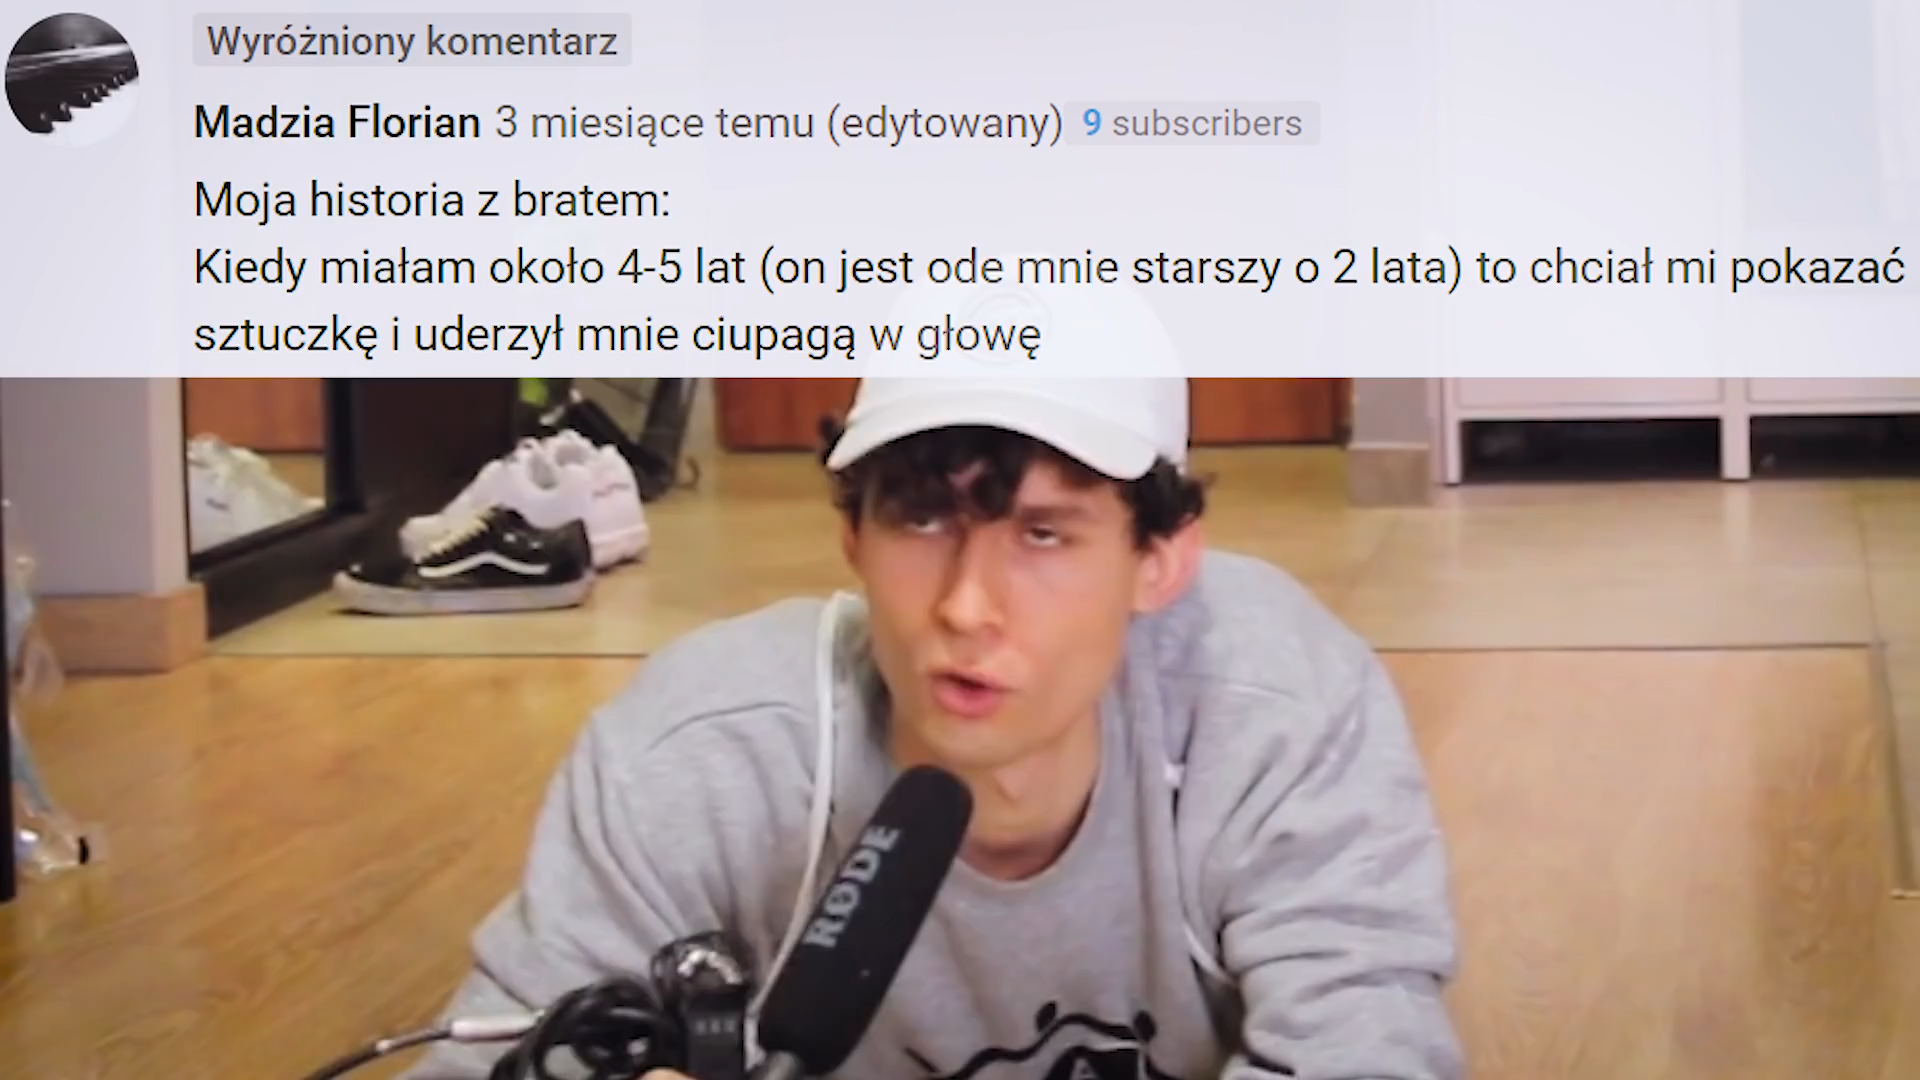 Wyróżniony komentarz
Madzia Florian 3 miesiące temu (edytowany) 9 subscribers
Moja historia z bratem:
Kiedy miałam około 4-5 lat (on jest ode mnie starszy o 2 lata) to chciał mi pokazać
sztuczkę i uderzył mnie ciupagą w głowę
RØDE